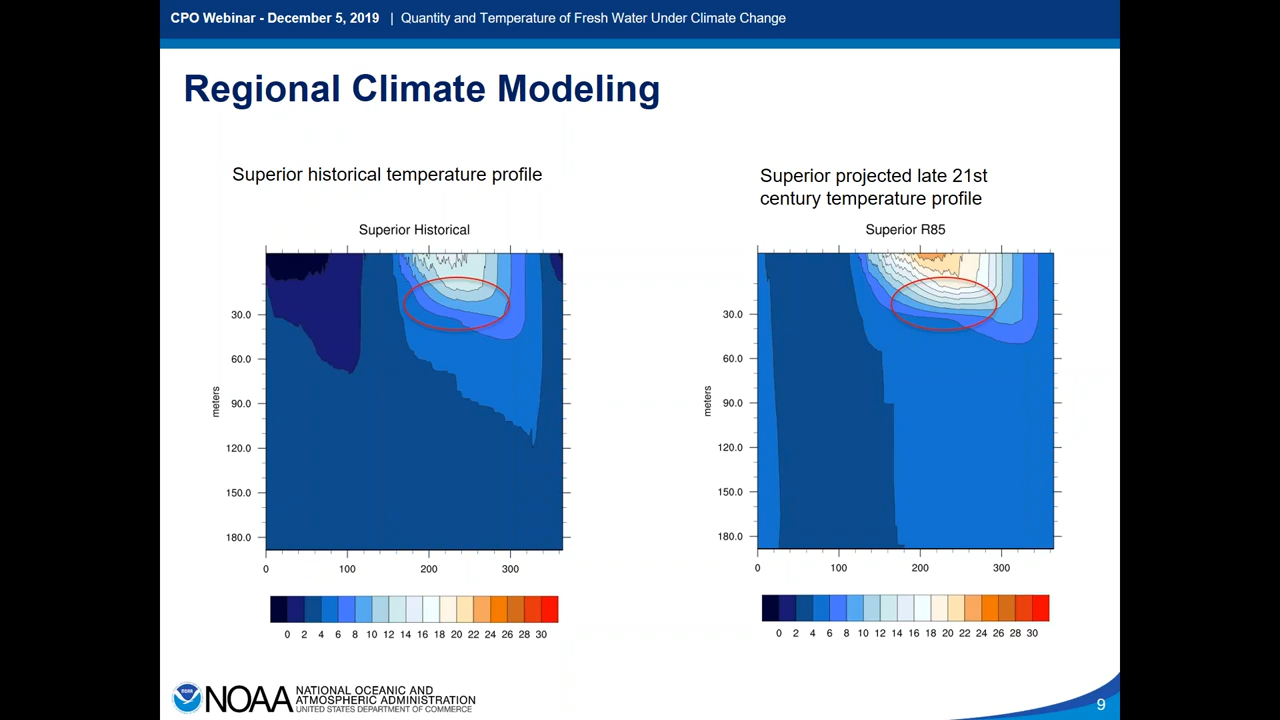 CPO Webinar - December 5, 2019 | Quantity and Temperature of Fresh Water Under Climate Change
Regional Climate Modeling
Superior historical temperature profile
Superior Historical
30.0
60.0
90.0
120.0
150.0
180.0
meters
0 100 200 300
0 2 4 6 8 10 12 14 16 18 20 22 24 26 28 30
Superior projected late 21st
century temperature profile
Superior R85
30.0
60.0
90.0
120.0
150.0
180.0
meters
0 100 200 300
0 2 4 6 8 10 12 14 16 18 20 22 24 26 28 30
noaa
NOAA
NATIONAL OCEANIC AND
ATMOSPHERIC ADMINISTRATION
UNITED STATES DEPARTMENT OF COMMERCE
9